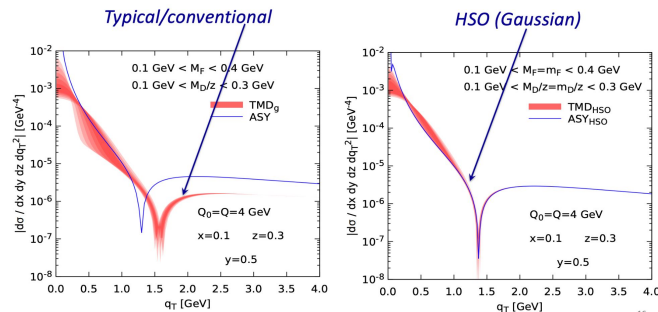 Typical/conventional
HSO (Gaussian)
|dσ / dx dy dz dq_T²| [GeV⁻⁴]
10⁻²
10⁻³
10⁻⁴
10⁻⁵
10⁻⁶
10⁻⁷
10⁻⁸
0.1 GeV < M_F < 0.4 GeV
0.1 GeV < M_D/z < 0.3 GeV
TMD_g
ASY
Q₀=Q=4 GeV
x=0.1 z=0.3
y=0.5
0.0 0.5 1.0 1.5 2.0 2.5 3.0 3.5 4.0
q_T [GeV]
|dσ / dx dy dz dq_T²| [GeV⁻⁴]
10⁻²
10⁻³
10⁻⁴
10⁻⁵
10⁻⁶
10⁻⁷
10⁻⁸
0.1 GeV < M_F=m_F < 0.4 GeV
0.1 GeV < M_D/z=m_D/z < 0.3 GeV
TMD_HSO
ASY_HSO
Q₀=Q=4 GeV
x=0.1 z=0.3
y=0.5
0.0 0.5 1.0 1.5 2.0 2.5 3.0 3.5 4.0
q_T [GeV]